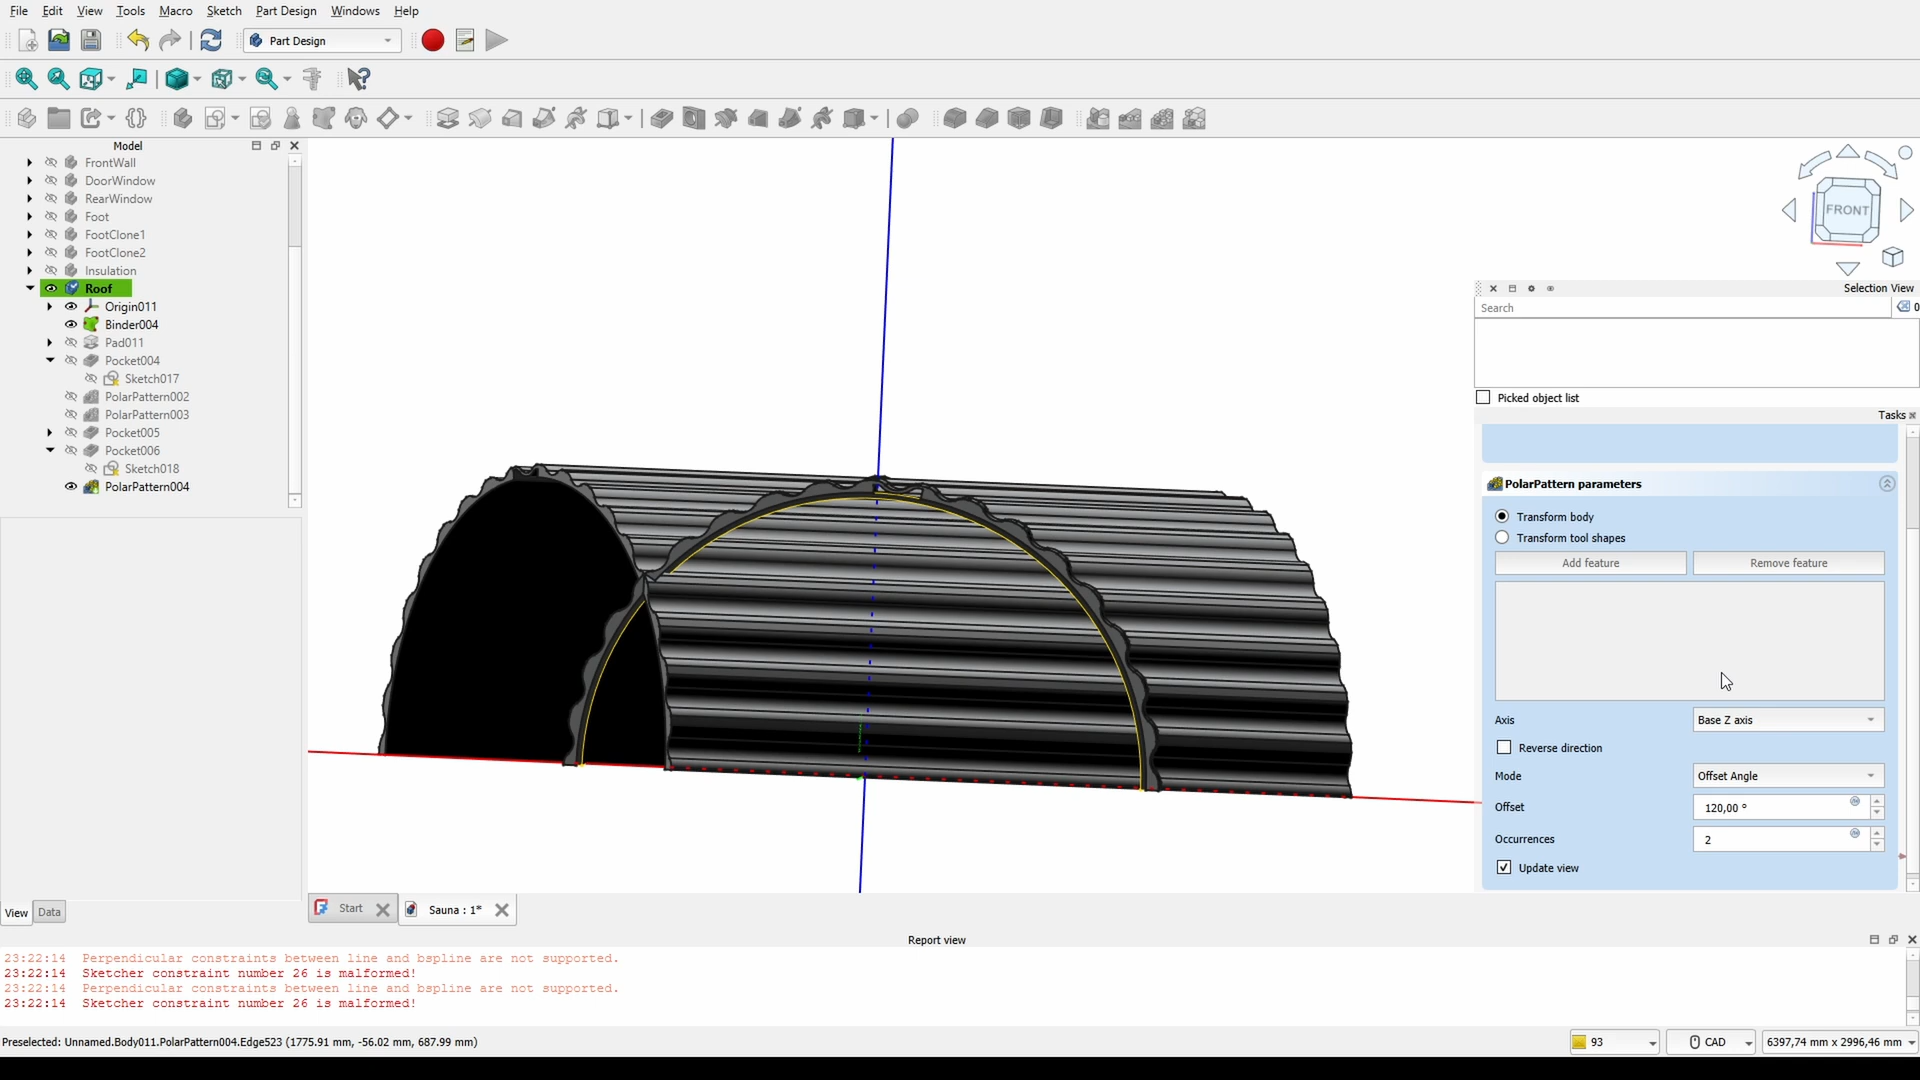 File Edit View Tools Macro Sketch Part Design Windows Help
Part Design
Model
FrontWall
DoorWindow
RearWindow
Foot
FootClone1
FootClone2
Insulation
Roof
Origin011
Binder004
Pad011
Pocket004
Sketch017
PolarPattern002
PolarPattern003
Pocket005
Pocket006
Sketch018
PolarPattern004
View Data
FRONT
Selection View
Search
0
Picked object list
Tasks
PolarPattern parameters
Transform body
Transform tool shapes
Add feature Remove feature
Axis Base Z axis
Reverse direction
Mode Offset Angle
Offset 120,00 °
Occurrences 2
Update view
Start Sauna : 1*
Report view
23:22:14 Perpendicular constraints between line and bspline are not supported.
23:22:14 Sketcher constraint number 26 is malformed!
23:22:14 Perpendicular constraints between line and bspline are not supported.
23:22:14 Sketcher constraint number 26 is malformed!
Preselected: Unnamed.Body011.PolarPattern004.Edge523 (1775.91 mm, -56.02 mm, 687.99 mm)
93 CAD 6397,74 mm x 2996,46 mm